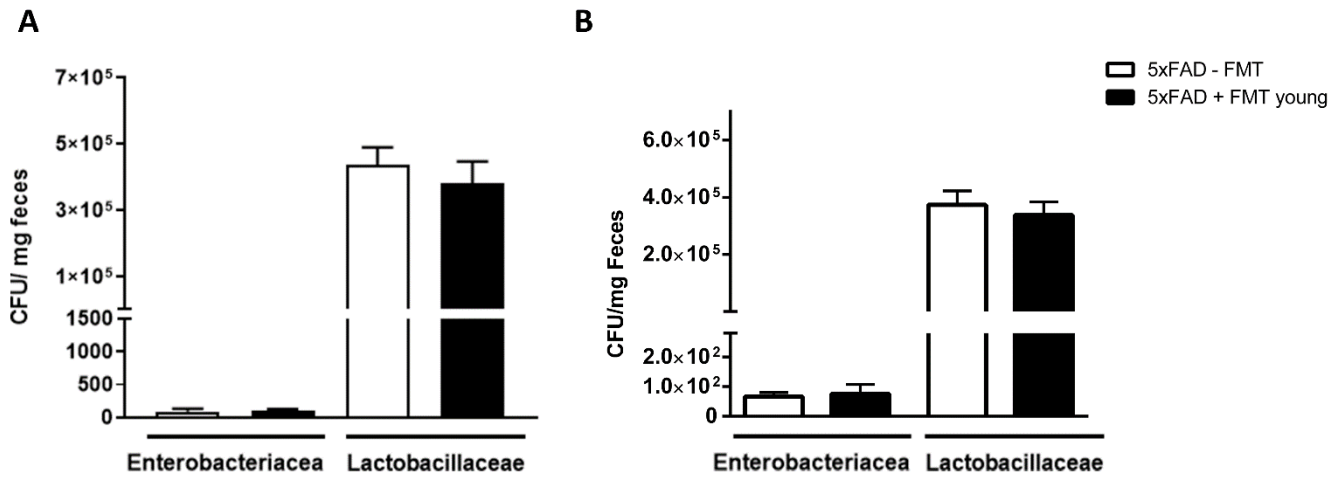 A
B
5xFAD - FMT
5xFAD + FMT young
CFU/ mg feces
7×10⁵
5×10⁵
3×10⁵
1×10⁵
1500
1000
500
0
Enterobacteriacea
Lactobacillaceae
CFU/mg Feces
6.0×10⁵
4.0×10⁵
2.0×10⁵
2.0×10²
1.0×10²
0
Enterobacteriacea
Lactobacillaceae